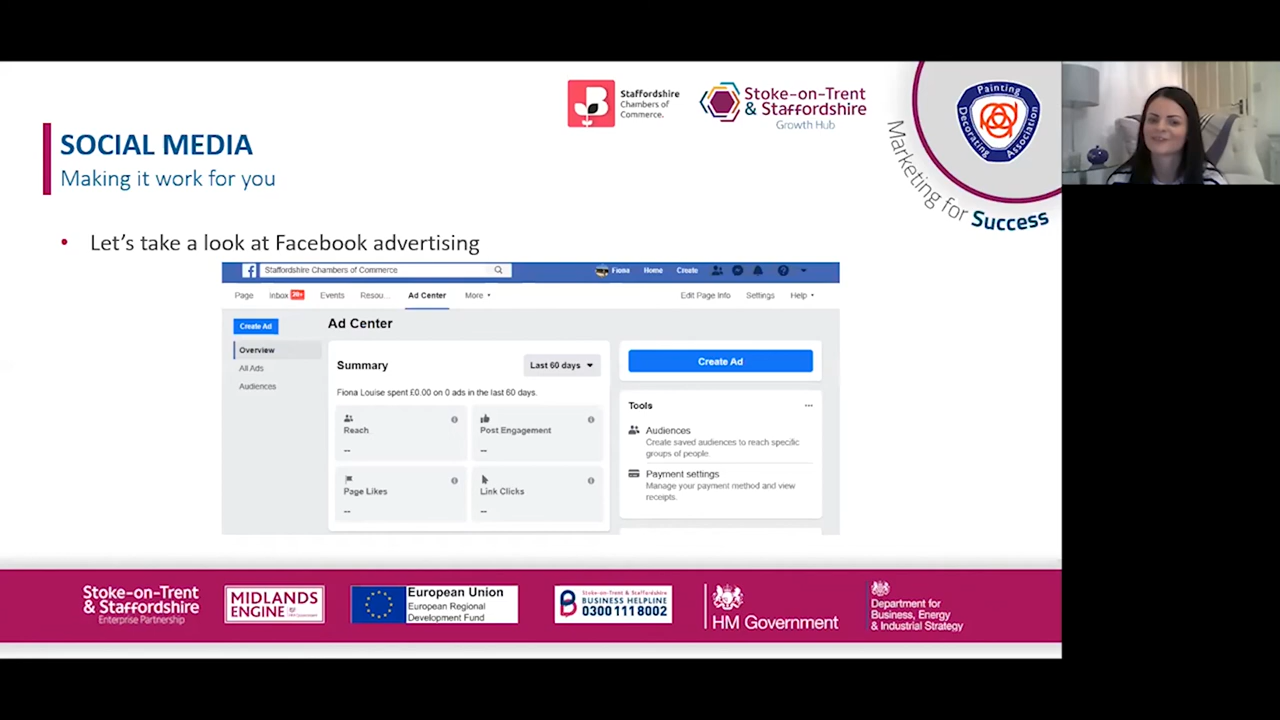 Staffordshire
Chambers of
Commerce.
Stoke-on-Trent
& Staffordshire
Growth Hub
Painting
Decorating Association
Marketing for Success
SOCIAL MEDIA
Making it work for you
• Let's take a look at Facebook advertising
Staffordshire Chambers of Commerce
Fiona Home Create
Page Inbox 20+ Events Resou... Ad Center More
Edit Page Info Settings Help
Create Ad
Overview
All Ads
Audiences
Ad Center
Summary
Last 60 days
Fiona Louise spent £0.00 on 0 ads in the last 60 days.
Reach
--
Post Engagement
--
Page Likes
--
Link Clicks
--
Create Ad
Tools
...
Audiences
Create saved audiences to reach specific
groups of people.
Payment settings
Manage your payment method and view
receipts.
Stoke-on-Trent
& Staffordshire
Enterprise Partnership
MIDLANDS
ENGINE
European Union
European Regional
Development Fund
Stoke-on-Trent & Staffordshire
BUSINESS HELPLINE
0300 111 8002
HM Government
Department for
Business, Energy
& Industrial Strategy